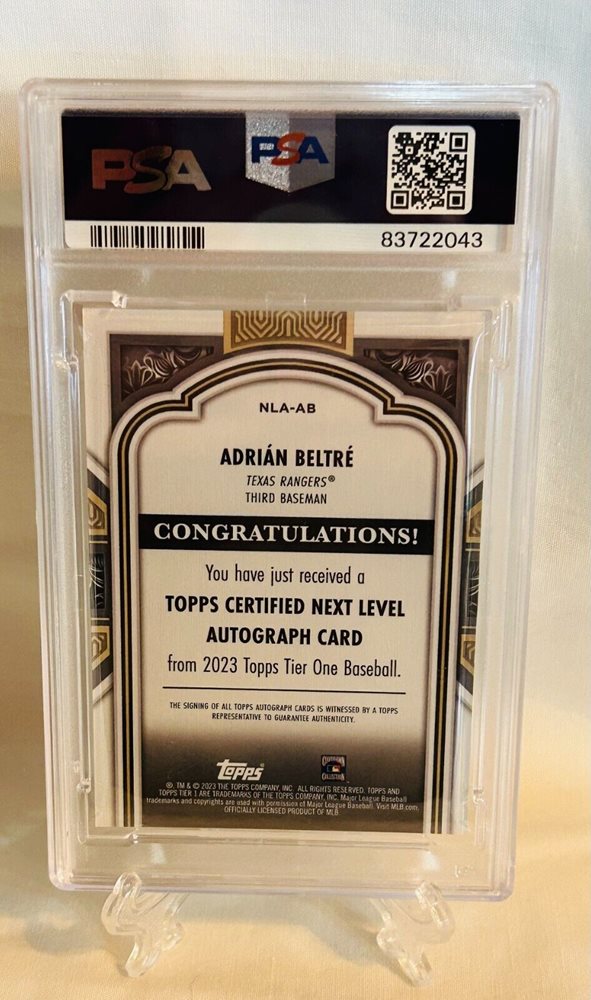 PSA
PSA
83722043
NLA-AB
ADRIÁN BELTRÉ
TEXAS RANGERS®
THIRD BASEMAN
CONGRATULATIONS!
You have just received a
TOPPS CERTIFIED NEXT LEVEL
AUTOGRAPH CARD
from 2023 Topps Tier One Baseball.
THE SIGNING OF ALL TOPPS AUTOGRAPH CARDS IS WITNESSED BY A TOPPS
REPRESENTATIVE TO GUARANTEE AUTHENTICITY.
topps
®, TM & © 2023 THE TOPPS COMPANY, INC. ALL RIGHTS RESERVED. TOPPS AND
TOPPS TIER 1 ARE TRADEMARKS OF THE TOPPS COMPANY, INC. Major League Baseball
trademarks and copyrights are used with permission of Major League Baseball. Visit MLB.com.
OFFICIALLY LICENSED PRODUCT OF MLB